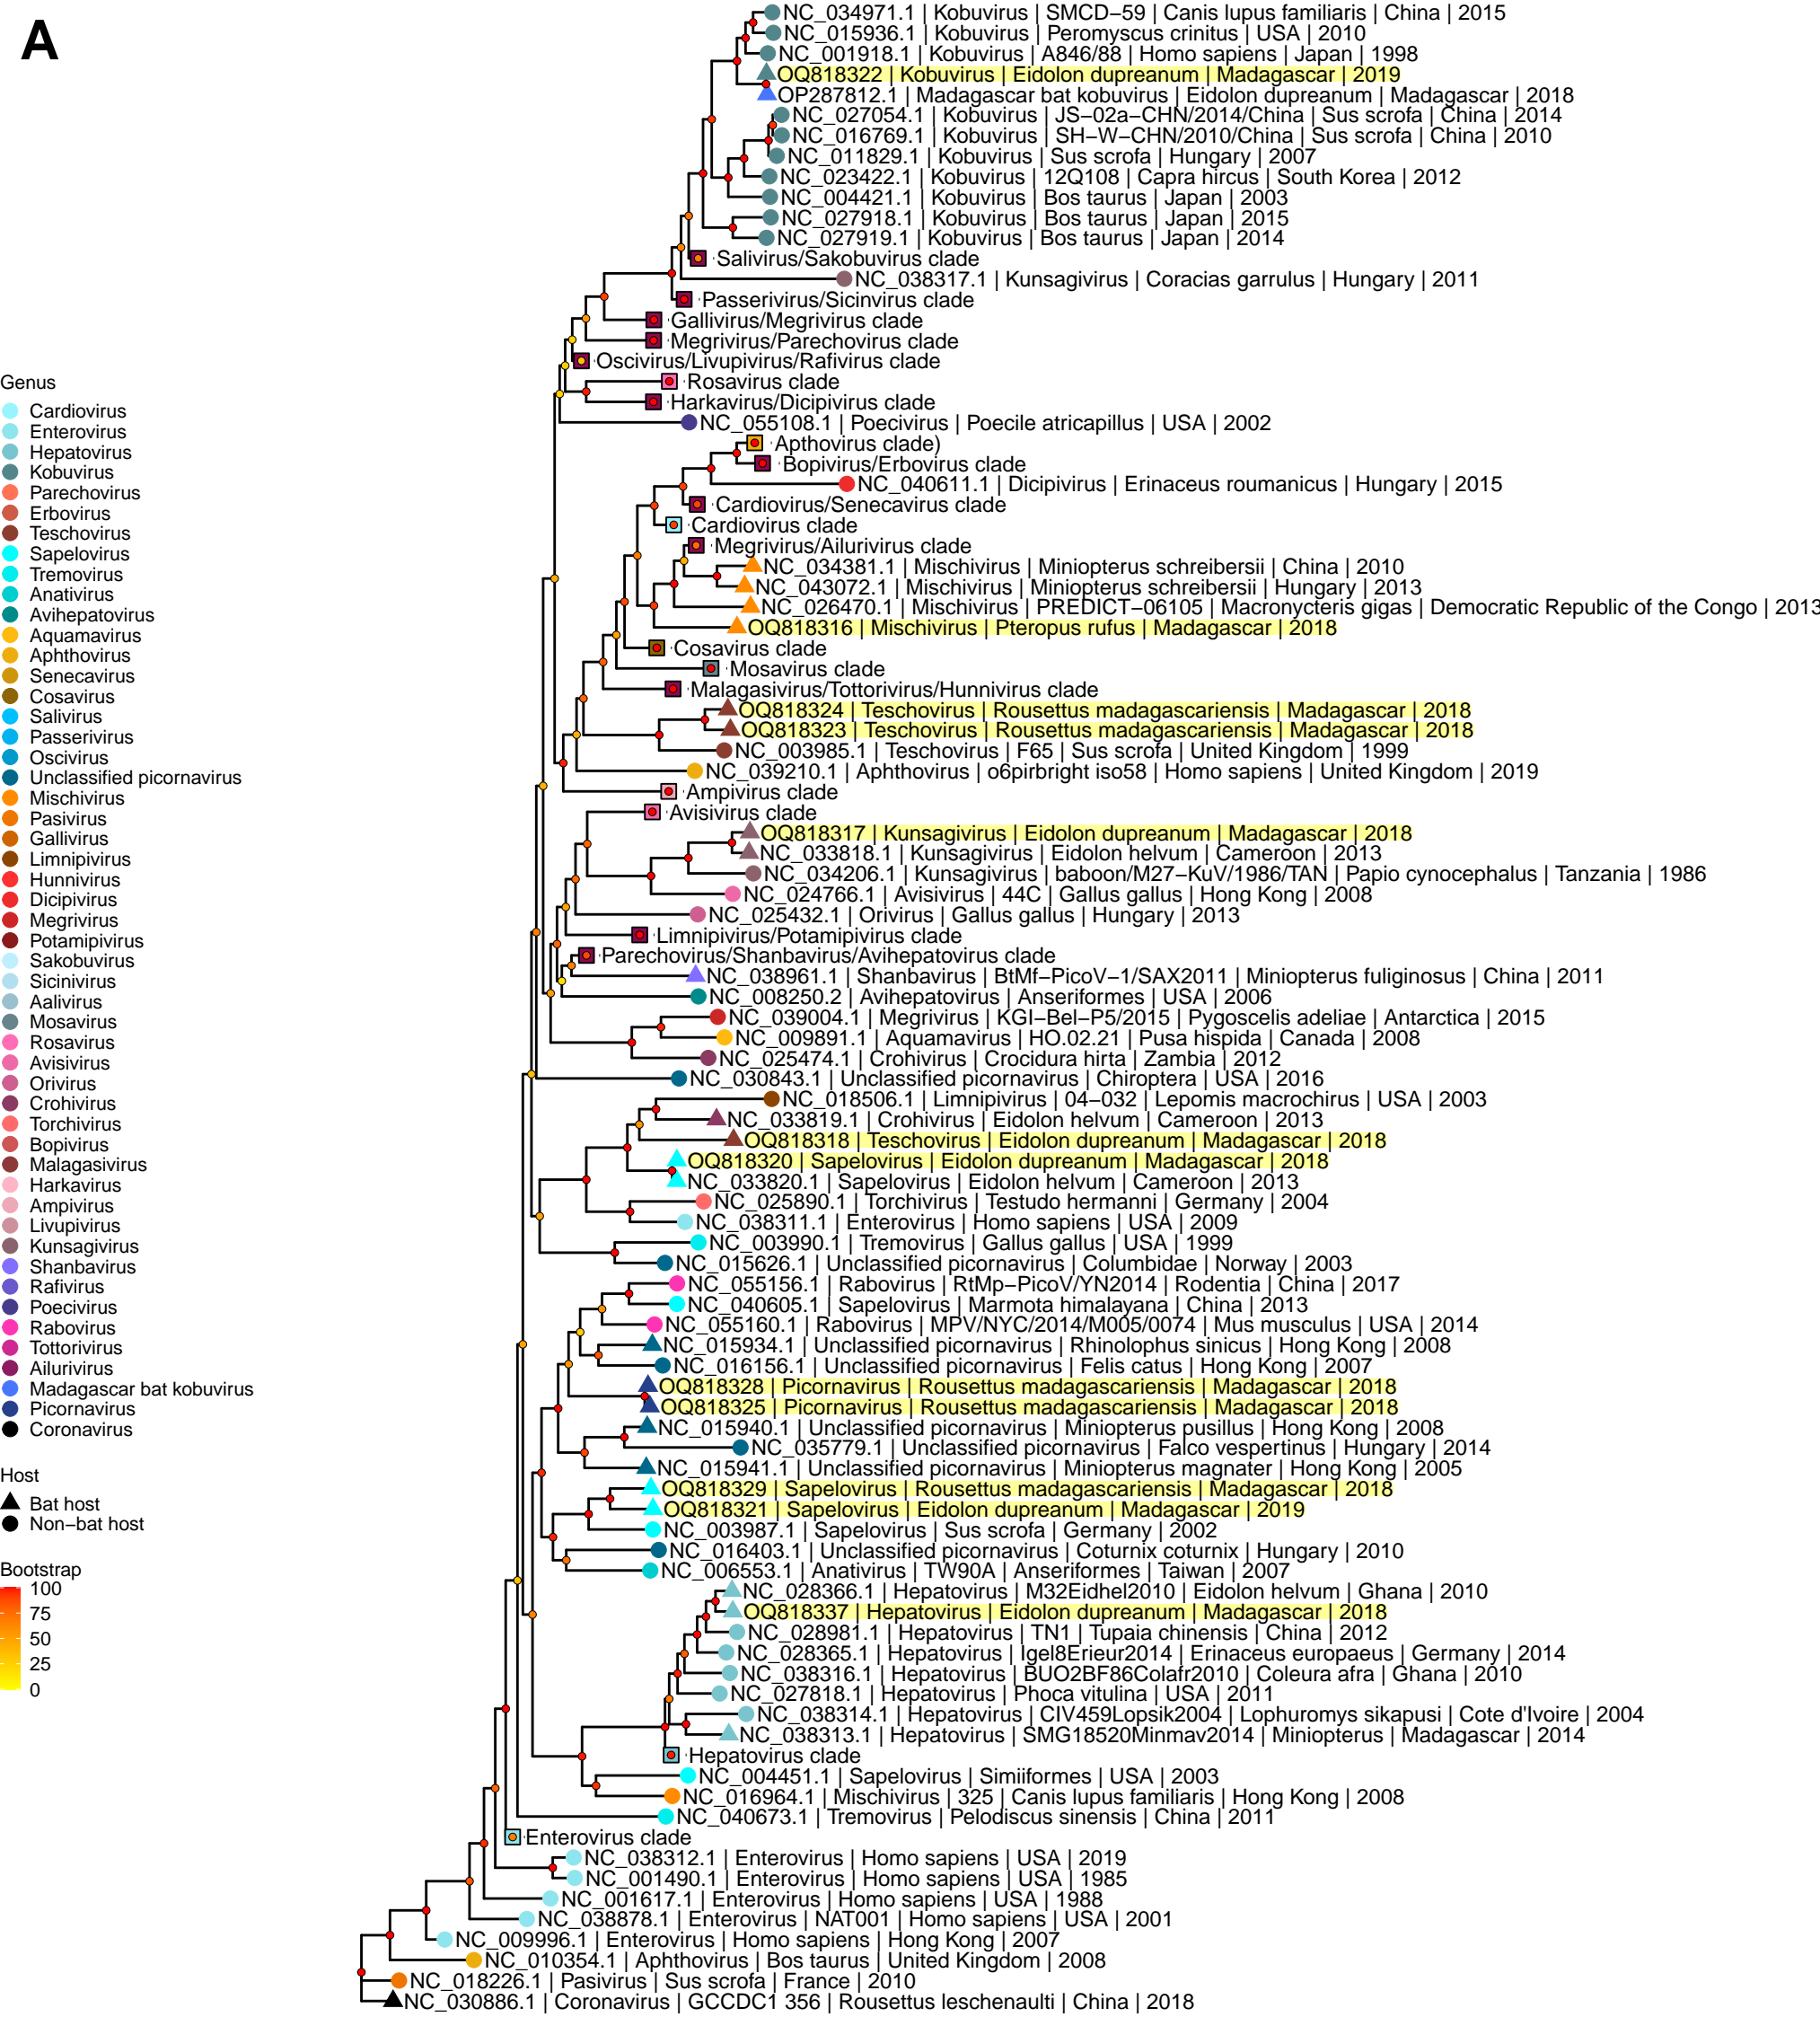 A
NC_034971.1 | Kobuvirus | SMCD−59 | Canis lupus familiaris | China | 2015
NC_015936.1 | Kobuvirus | Peromyscus crinitus | USA | 2010
NC_001918.1 | Kobuvirus | A846/88 | Homo sapiens | Japan | 1998
OQ818322 | Kobuvirus | Eidolon dupreanum | Madagascar | 2019
OP287812.1 | Madagascar bat kobuvirus | Eidolon dupreanum | Madagascar | 2018
NC_027054.1 | Kobuvirus | JS−02a−CHN/2014/China | Sus scrofa | China | 2014
NC_016769.1 | Kobuvirus | SH−W−CHN/2010/China | Sus scrofa | China | 2010
NC_011829.1 | Kobuvirus | Sus scrofa | Hungary | 2007
NC_023422.1 | Kobuvirus | 12Q108 | Capra hircus | South Korea | 2012
NC_004421.1 | Kobuvirus | Bos taurus | Japan | 2003
NC_027918.1 | Kobuvirus | Bos taurus | Japan | 2015
NC_027919.1 | Kobuvirus | Bos taurus | Japan | 2014
Salivirus/Sakobuvirus clade
NC_038317.1 | Kunsagivirus | Coracias garrulus | Hungary | 2011
Passerivirus/Sicinvirus clade
Gallivirus/Megrivirus clade
Megrivirus/Parechovirus clade
Oscivirus/Livupivirus/Rafivirus clade
Rosavirus clade
Harkavirus/Dicipivirus clade
NC_055108.1 | Poecivirus | Poecile atricapillus | USA | 2002
Apthovirus clade)
Bopivirus/Erbovirus clade
NC_040611.1 | Dicipivirus | Erinaceus roumanicus | Hungary | 2015
Cardiovirus/Senecavirus clade
Cardiovirus clade
Megrivirus/Ailurivirus clade
NC_034381.1 | Mischivirus | Miniopterus schreibersii | China | 2010
NC_043072.1 | Mischivirus | Miniopterus schreibersii | Hungary | 2013
NC_026470.1 | Mischivirus | PREDICT−06105 | Macronycteris gigas | Democratic Republic of the Congo | 2013
OQ818316 | Mischivirus | Pteropus rufus | Madagascar | 2018
Cosavirus clade
Mosavirus clade
Malagasivirus/Tottorivirus/Hunnivirus clade
OQ818324 | Teschovirus | Rousettus madagascariensis | Madagascar | 2018
OQ818323 | Teschovirus | Rousettus madagascariensis | Madagascar | 2018
NC_003985.1 | Teschovirus | F65 | Sus scrofa | United Kingdom | 1999
NC_039210.1 | Aphthovirus | o6pirbright iso58 | Homo sapiens | United Kingdom | 2019
Ampivirus clade
Avisivirus clade
OQ818317 | Kunsagivirus | Eidolon dupreanum | Madagascar | 2018
NC_033818.1 | Kunsagivirus | Eidolon helvum | Cameroon | 2013
NC_034206.1 | Kunsagivirus | baboon/M27−KuV/1986/TAN | Papio cynocephalus | Tanzania | 1986
NC_024766.1 | Avisivirus | 44C | Gallus gallus | Hong Kong | 2008
NC_025432.1 | Orivirus | Gallus gallus | Hungary | 2013
Limnipivirus/Potamipivirus clade
Parechovirus/Shanbavirus/Avihepatovirus clade
NC_038961.1 | Shanbavirus | BtMf−PicoV−1/SAX2011 | Miniopterus fuliginosus | China | 2011
NC_008250.2 | Avihepatovirus | Anseriformes | USA | 2006
NC_039004.1 | Megrivirus | KGI−Bel−P5/2015 | Pygoscelis adeliae | Antarctica | 2015
NC_009891.1 | Aquamavirus | HO.02.21 | Pusa hispida | Canada | 2008
NC_025474.1 | Crohivirus | Crocidura hirta | Zambia | 2012
NC_030843.1 | Unclassified picornavirus | Chiroptera | USA | 2016
NC_018506.1 | Limnipivirus | 04−032 | Lepomis macrochirus | USA | 2003
NC_033819.1 | Crohivirus | Eidolon helvum | Cameroon | 2013
OQ818318 | Teschovirus | Eidolon dupreanum | Madagascar | 2018
OQ818320 | Sapelovirus | Eidolon dupreanum | Madagascar | 2018
NC_033820.1 | Sapelovirus | Eidolon helvum | Cameroon | 2013
NC_025890.1 | Torchivirus | Testudo hermanni | Germany | 2004
NC_038311.1 | Enterovirus | Homo sapiens | USA | 2009
NC_003990.1 | Tremovirus | Gallus gallus | USA | 1999
NC_015626.1 | Unclassified picornavirus | Columbidae | Norway | 2003
NC_055156.1 | Rabovirus | RtMp−PicoV/YN2014 | Rodentia | China | 2017
NC_040605.1 | Sapelovirus | Marmota himalayana | China | 2013
NC_055160.1 | Rabovirus | MPV/NYC/2014/M005/0074 | Mus musculus | USA | 2014
NC_015934.1 | Unclassified picornavirus | Rhinolophus sinicus | Hong Kong | 2008
NC_016156.1 | Unclassified picornavirus | Felis catus | Hong Kong | 2007
OQ818328 | Picornavirus | Rousettus madagascariensis | Madagascar | 2018
OQ818325 | Picornavirus | Rousettus madagascariensis | Madagascar | 2018
NC_015940.1 | Unclassified picornavirus | Miniopterus pusillus | Hong Kong | 2008
NC_035779.1 | Unclassified picornavirus | Falco vespertinus | Hungary | 2014
NC_015941.1 | Unclassified picornavirus | Miniopterus magnater | Hong Kong | 2005
OQ818329 | Sapelovirus | Rousettus madagascariensis | Madagascar | 2018
OQ818321 | Sapelovirus | Eidolon dupreanum | Madagascar | 2019
NC_003987.1 | Sapelovirus | Sus scrofa | Germany | 2002
NC_016403.1 | Unclassified picornavirus | Coturnix coturnix | Hungary | 2010
NC_006553.1 | Anativirus | TW90A | Anseriformes | Taiwan | 2007
NC_028366.1 | Hepatovirus | M32Eidhel2010 | Eidolon helvum | Ghana | 2010
OQ818337 | Hepatovirus | Eidolon dupreanum | Madagascar | 2018
NC_028981.1 | Hepatovirus | TN1 | Tupaia chinensis | China | 2012
NC_028365.1 | Hepatovirus | Igel8Erieur2014 | Erinaceus europaeus | Germany | 2014
NC_038316.1 | Hepatovirus | BUO2BF86Colafr2010 | Coleura afra | Ghana | 2010
NC_027818.1 | Hepatovirus | Phoca vitulina | USA | 2011
NC_038314.1 | Hepatovirus | CIV459Lopsik2004 | Lophuromys sikapusi | Cote d'Ivoire | 2004
NC_038313.1 | Hepatovirus | SMG18520Minmav2014 | Miniopterus | Madagascar | 2014
Hepatovirus clade
NC_004451.1 | Sapelovirus | Simiiformes | USA | 2003
NC_016964.1 | Mischivirus | 325 | Canis lupus familiaris | Hong Kong | 2008
NC_040673.1 | Tremovirus | Pelodiscus sinensis | China | 2011
Enterovirus clade
NC_038312.1 | Enterovirus | Homo sapiens | USA | 2019
NC_001490.1 | Enterovirus | Homo sapiens | USA | 1985
NC_001617.1 | Enterovirus | Homo sapiens | USA | 1988
NC_038878.1 | Enterovirus | NAT001 | Homo sapiens | USA | 2001
NC_009996.1 | Enterovirus | Homo sapiens | Hong Kong | 2007
NC_010354.1 | Aphthovirus | Bos taurus | United Kingdom | 2008
NC_018226.1 | Pasivirus | Sus scrofa | France | 2010
NC_030886.1 | Coronavirus | GCCDC1 356 | Rousettus leschenaulti | China | 2018
Genus
Cardiovirus
Enterovirus
Hepatovirus
Kobuvirus
Parechovirus
Erbovirus
Teschovirus
Sapelovirus
Tremovirus
Anativirus
Avihepatovirus
Aquamavirus
Aphthovirus
Senecavirus
Cosavirus
Salivirus
Passerivirus
Oscivirus
Unclassified picornavirus
Mischivirus
Pasivirus
Gallivirus
Limnipivirus
Hunnivirus
Dicipivirus
Megrivirus
Potamipivirus
Sakobuvirus
Sicinivirus
Aalivirus
Mosavirus
Rosavirus
Avisivirus
Orivirus
Crohivirus
Torchivirus
Bopivirus
Malagasivirus
Harkavirus
Ampivirus
Livupivirus
Kunsagivirus
Shanbavirus
Rafivirus
Poecivirus
Rabovirus
Tottorivirus
Ailurivirus
Madagascar bat kobuvirus
Picornavirus
Coronavirus
Host
Bat host
Non−bat host
Bootstrap
100
75
50
25
0